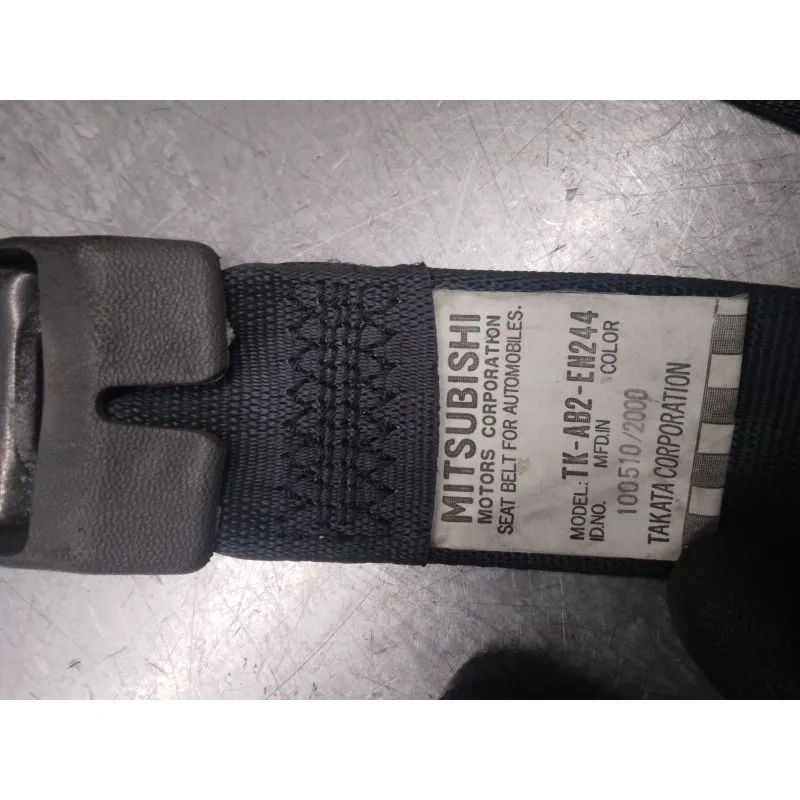 MITSUBISHI
MOTORS CORPORATION
SEAT BELT FOR AUTOMOBILES.
MODEL: TK-AB2-EN244
ID.NO. MFD.IN COLOR
100510/2000
TAKATA CORPORATION